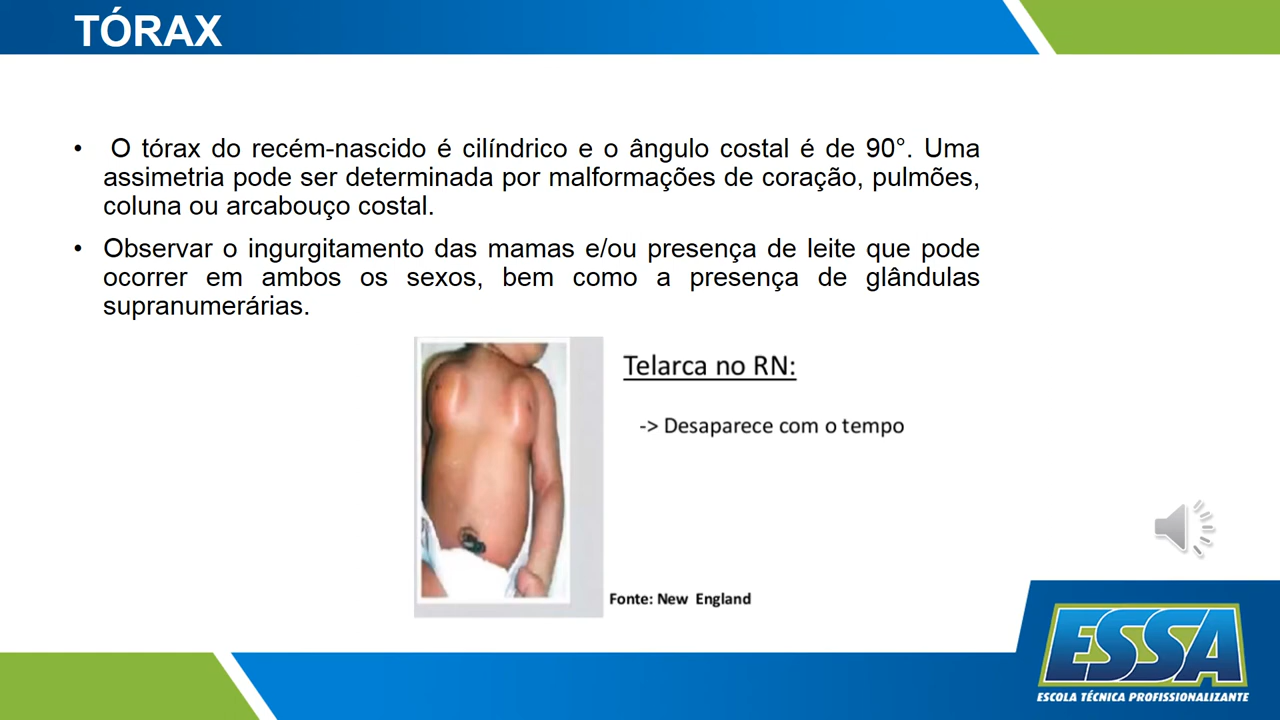 TÓRAX
• O tórax do recém-nascido é cilíndrico e o ângulo costal é de 90°. Uma
assimetria pode ser determinada por malformações de coração, pulmões,
coluna ou arcabouço costal.
• Observar o ingurgitamento das mamas e/ou presença de leite que pode
ocorrer em ambos os sexos, bem como a presença de glândulas
supranumerárias.
Telarca no RN:
-> Desaparece com o tempo
Fonte: New England
ESSA
ESCOLA TÉCNICA PROFISSIONALIZANTE